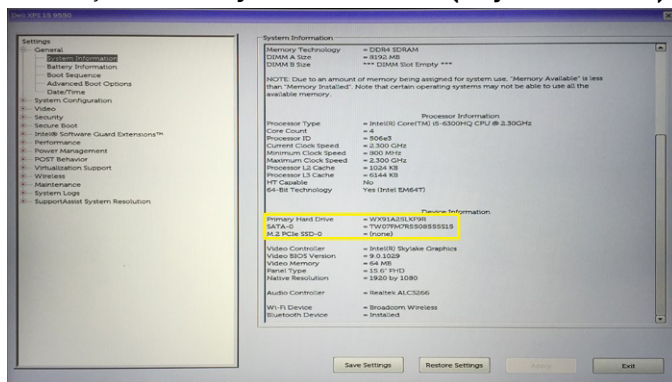 Dell XPS 15 9550
Settings
General
System Information
Battery Information
Boot Sequence
Advanced Boot Options
Date/Time
System Configuration
Video
Security
Secure Boot
Intel® Software Guard Extensions™
Performance
Power Management
POST Behavior
Virtualization Support
Wireless
Maintenance
System Logs
SupportAssist System Resolution
System Information
Memory Technology = DDR4 SDRAM
DIMM A Size = 8192 MB
DIMM B Size *** DIMM Slot Empty ***
NOTE: Due to an amount of memory being assigned for system use, "Memory Available" is less
than "Memory Installed". Note that certain operating systems may not be able to use all the
available memory.
Processor Information
Processor Type = Intel(R) Core(TM) i5-6300HQ CPU @ 2.30GHz
Core Count = 4
Processor ID = 506e3
Current Clock Speed = 2.300 GHz
Minimum Clock Speed = 800 MHz
Maximum Clock Speed = 2.300 GHz
Processor L2 Cache = 1024 KB
Processor L3 Cache = 6144 KB
HT Capable No
64-Bit Technology Yes (Intel EM64T)
Device Information
Primary Hard Drive = WX91A25LKP9R
SATA-0 = TW07FM7R5508555S15
M.2 PCIe SSD-0 = (none)
Video Controller = Intel(R) Skylake Graphics
Video BIOS Version = 9.0.1029
Video Memory = 64 MB
Panel Type = 15.6" FHD
Native Resolution = 1920 by 1080
Audio Controller = Realtek ALC3266
Wi-Fi Device = Broadcom Wireless
Bluetooth Device = Installed
Save Settings
Restore Settings
Apply
Exit